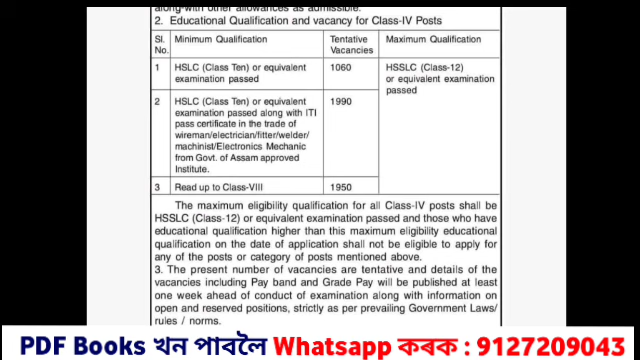 along-with other allowances as admissible.
2. Educational Qualification and vacancy for Class-IV Posts
Sl. No. Minimum Qualification Tentative Vacancies Maximum Qualification
1 HSLC (Class Ten) or equivalent examination passed 1060 HSSLC (Class-12) or equivalent examination passed
2 HSLC (Class Ten) or equivalent examination passed along with ITI pass certificate in the trade of wireman/electrician/fitter/welder/ machinist/Electronics Mechanic from Govt. of Assam approved Institute. 1990
3 Read up to Class-VIII 1950
The maximum eligibility qualification for all Class-IV posts shall be
HSSLC (Class-12) or equivalent examination passed and those who have
educational qualification higher than this maximum eligibility educational
qualification on the date of application shall not be eligible to apply for
any of the posts or category of posts mentioned above.
3. The present number of vacancies are tentative and details of the
vacancies including Pay band and Grade Pay will be published at least
one week ahead of conduct of examination along with information on
open and reserved positions, strictly as per prevailing Government Laws/
rules / norms.
PDF Books খন পাবলৈ Whatsapp কৰক : 9127209043